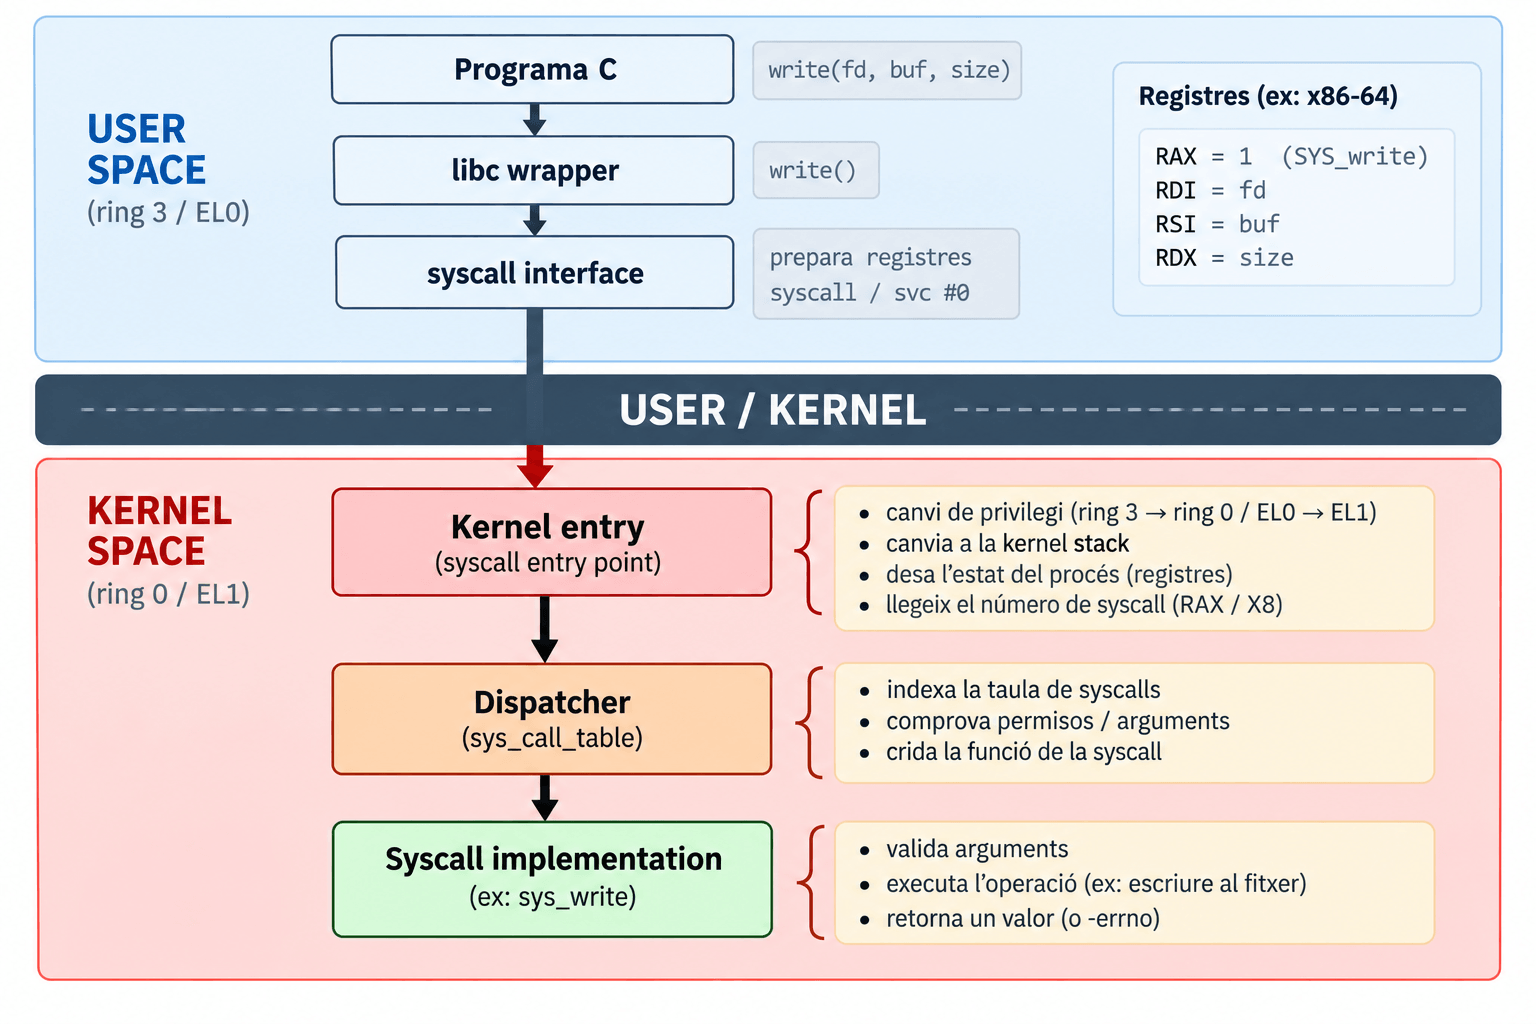 USER
SPACE
(ring 3 / EL0)
Programa C
write(fd, buf, size)
libc wrapper
write()
syscall interface
prepara registres
syscall / svc #0
Registres (ex: x86-64)
RAX = 1 (SYS_write)
RDI = fd
RSI = buf
RDX = size
USER / KERNEL
KERNEL
SPACE
(ring 0 / EL1)
Kernel entry
(syscall entry point)
• canvi de privilegi (ring 3 → ring 0 / EL0 → EL1)
• canvia a la kernel stack
• desa l’estat del procés (registres)
• llegeix el número de syscall (RAX / X8)
Dispatcher
(sys_call_table)
• indexa la taula de syscalls
• comprova permisos / arguments
• crida la funció de la syscall
Syscall implementation
(ex: sys_write)
• valida arguments
• executa l’operació (ex: escriure al fitxer)
• retorna un valor (o -errno)